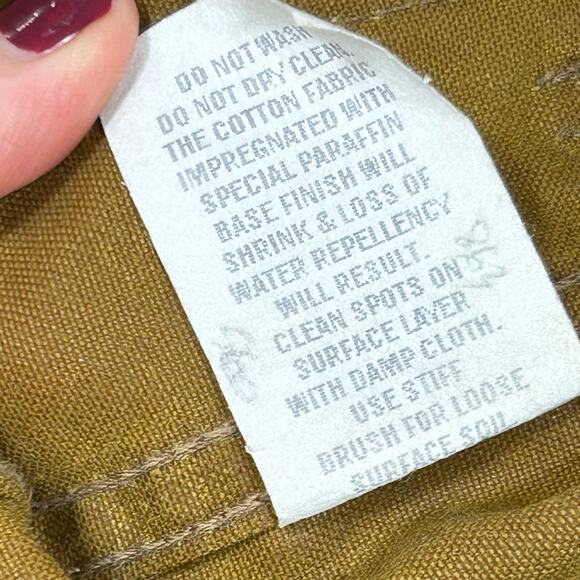 DO NOT WASH
DO NOT DRY CLEAN.
THE COTTON FABRIC
IMPREGNATED WITH
SPECIAL PARAFFIN
BASE FINISH WILL
SHRINK & LOSS OF
WATER REPELLENCY
WILL RESULT.
CLEAN SPOTS ON
SURFACE LAYER
WITH DAMP CLOTH.
USE STIFF
BRUSH FOR LOOSE
SURFACE SOIL